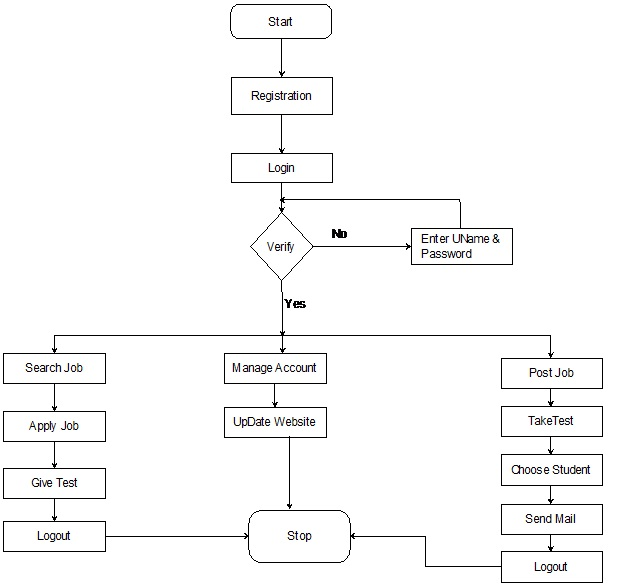 Start
Registration
Login
Verify
No
Enter UName &
Password
Yes
Search Job
Manage Account
Post Job
Apply Job
UpDate Website
TakeTest
Give Test
Choose Student
Logout
Stop
Send Mail
Logout